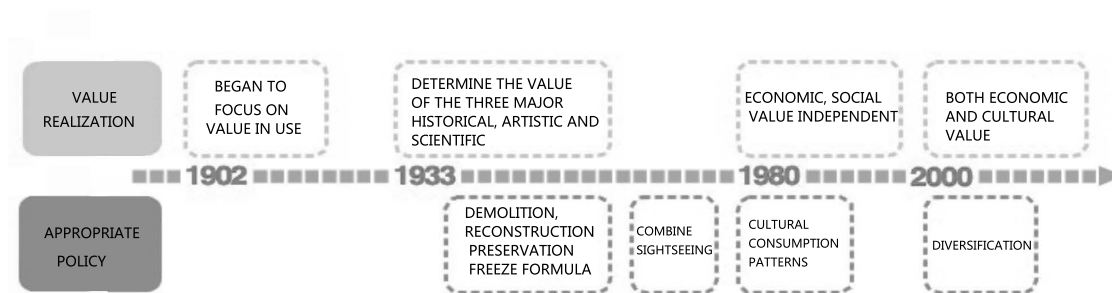 VALUE
REALIZATION
BEGAN TO
FOCUS ON
VALUE IN USE
DETERMINE THE VALUE
OF THE THREE MAJOR
HISTORICAL, ARTISTIC AND
SCIENTIFIC
ECONOMIC, SOCIAL
VALUE INDEPENDENT
BOTH ECONOMIC
AND CULTURAL
VALUE
1902
1933
1980
2000
APPROPRIATE
POLICY
DEMOLITION,
RECONSTRUCTION
PRESERVATION
FREEZE FORMULA
COMBINE
SIGHTSEEING
CULTURAL
CONSUMPTION
PATTERNS
DIVERSIFICATION